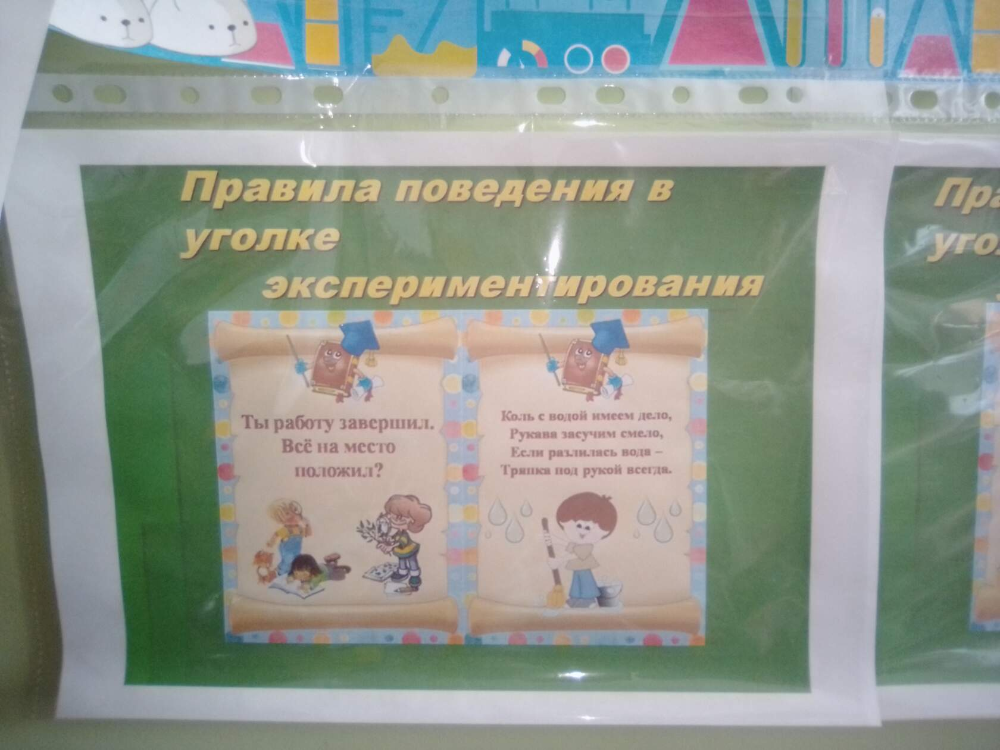 Правила поведения в
уголке
экспериментирования
Ты работу завершил.
Всё на место
положил?
Коль с водой имеем дело,
Рукава засучим смело,
Если разлилась вода –
Тряпка под рукой всегда.